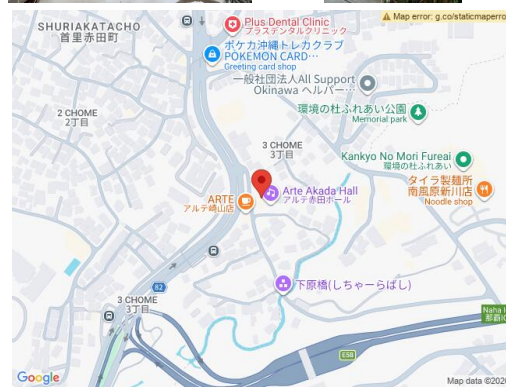 Map error: g.co/staticmaperro
SHURIAKATACHO
首里赤田町
Plus Dental Clinic
プラスデンタルクリニック
ポケカ沖縄トレカクラブ
POKEMON CARD…
Greeting card shop
一般社団法人All Support
Okinawa ヘルパー…
環境の杜ふれあい公園
Memorial park
2 CHOME
2丁目
3 CHOME
3丁目
Kankyo No Mori Fureai
環境の杜ふれあい
タイラ製麺所
南風原新川店
Noodle shop
ARTE
アルテ崎山店
Arte Akada Hall
アルテ赤田ホール
下原橋(しちゃーらばし)
82
3 CHOME
3丁目
Naha I
那覇IC
E58
Google
Map data ©202